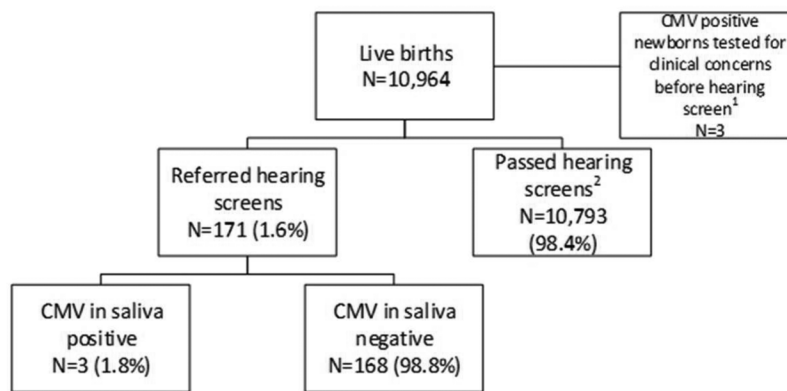 Live births
N=10,964
CMV positive
newborns tested for
clinical concerns
before hearing
screen1
N=3
Referred hearing
screens
N=171 (1.6%)
Passed hearing
screens2
N=10,793
(98.4%)
CMV in saliva
positive
N=3 (1.8%)
CMV in saliva
negative
N=168 (98.8%)